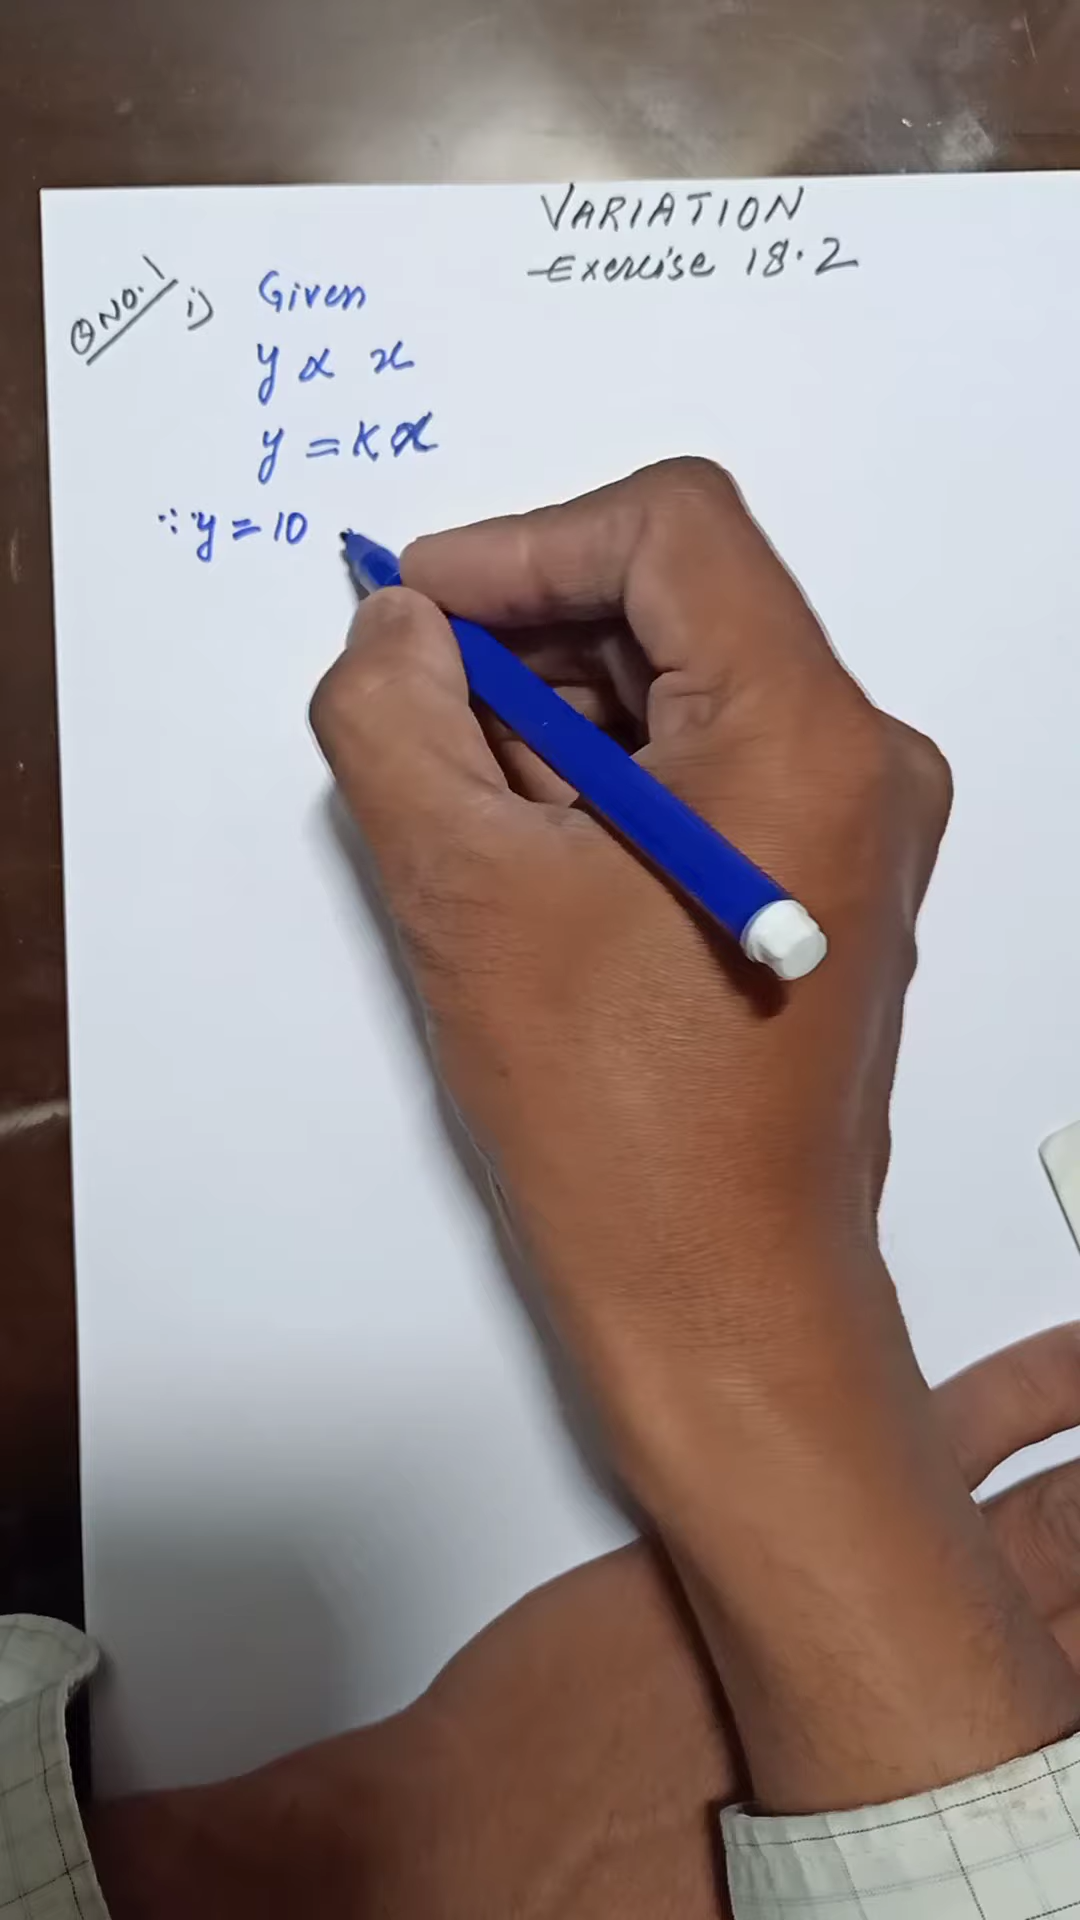 VARIATION
Exercise 18.2
Q NO. 1 i) Given
y ∝ x
y = Kx
∵ y = 10